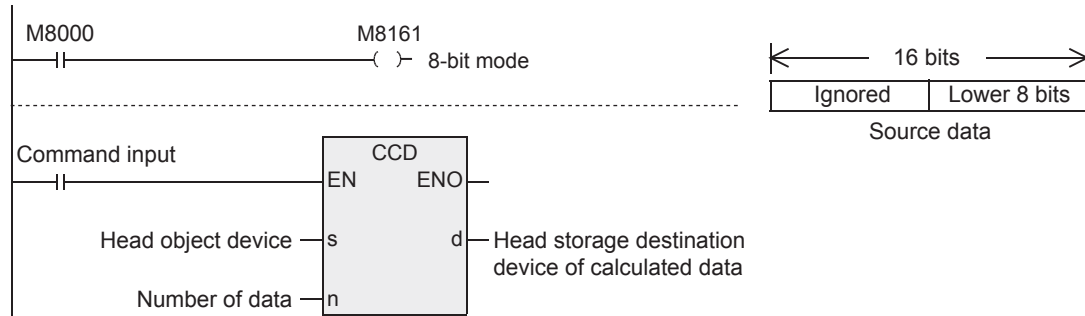 M8000
M8161
8-bit mode
16 bits
Ignored
Lower 8 bits
Source data
Command input
CCD
EN
ENO
Head object device
s
d
Head storage destination
device of calculated data
Number of data
n